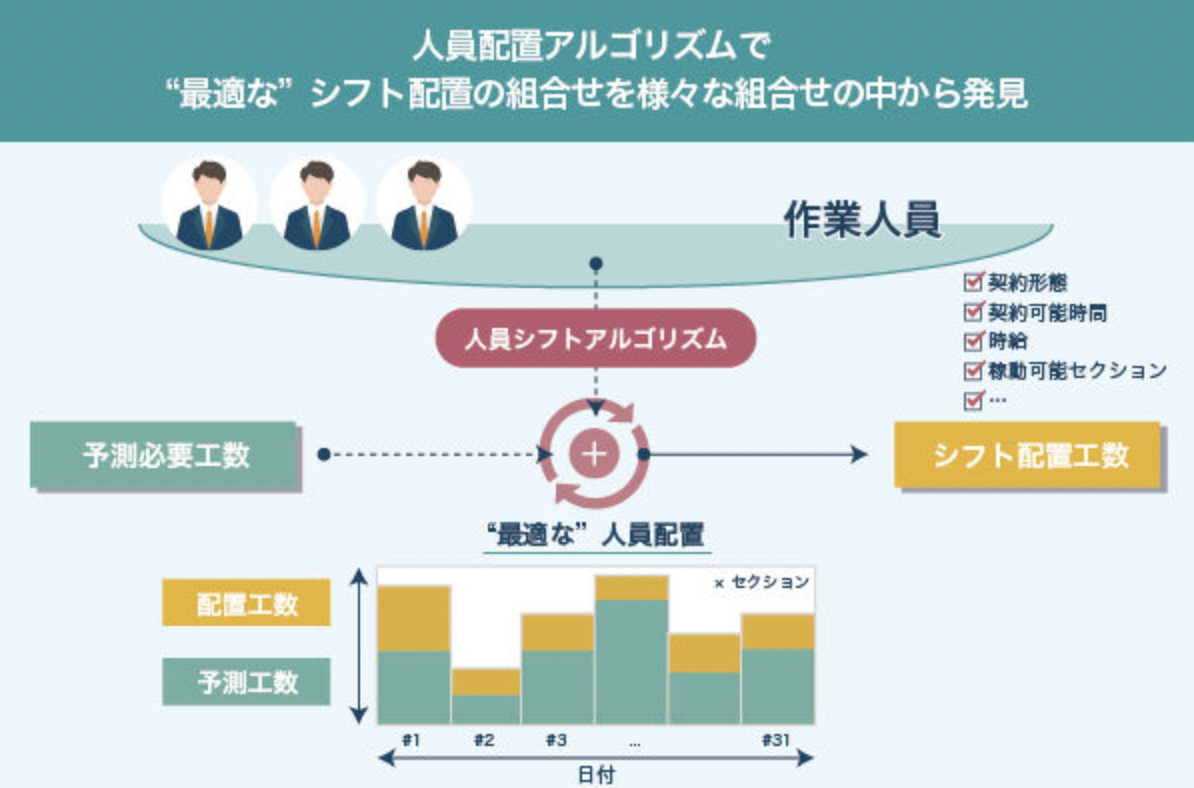 人員配置アルゴリズムで
“最適な” シフト配置の組合せを様々な組合せの中から発見
作業人員
契約形態
契約可能時間
時給
稼動可能セクション
…
人員シフトアルゴリズム
予測必要工数
シフト配置工数
“最適な” 人員配置
配置工数
予測工数
× セクション
#1 #2 #3 ... #31
日付